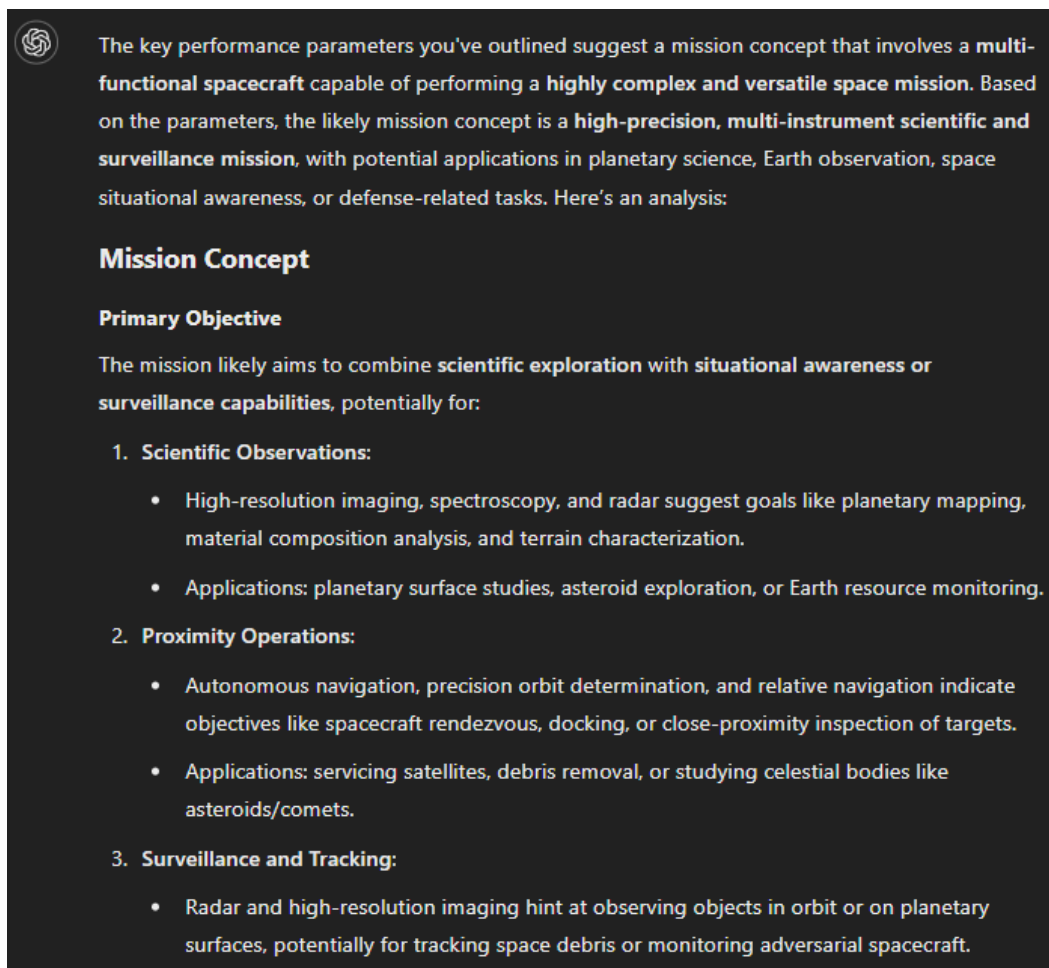 The key performance parameters you've outlined suggest a mission concept that involves a multi-
functional spacecraft capable of performing a highly complex and versatile space mission. Based
on the parameters, the likely mission concept is a high-precision, multi-instrument scientific and
surveillance mission, with potential applications in planetary science, Earth observation, space
situational awareness, or defense-related tasks. Here’s an analysis:
Mission Concept
Primary Objective
The mission likely aims to combine scientific exploration with situational awareness or
surveillance capabilities, potentially for:
1. Scientific Observations:
• High-resolution imaging, spectroscopy, and radar suggest goals like planetary mapping,
material composition analysis, and terrain characterization.
• Applications: planetary surface studies, asteroid exploration, or Earth resource monitoring.
2. Proximity Operations:
• Autonomous navigation, precision orbit determination, and relative navigation indicate
objectives like spacecraft rendezvous, docking, or close-proximity inspection of targets.
• Applications: servicing satellites, debris removal, or studying celestial bodies like
asteroids/comets.
3. Surveillance and Tracking:
• Radar and high-resolution imaging hint at observing objects in orbit or on planetary
surfaces, potentially for tracking space debris or monitoring adversarial spacecraft.